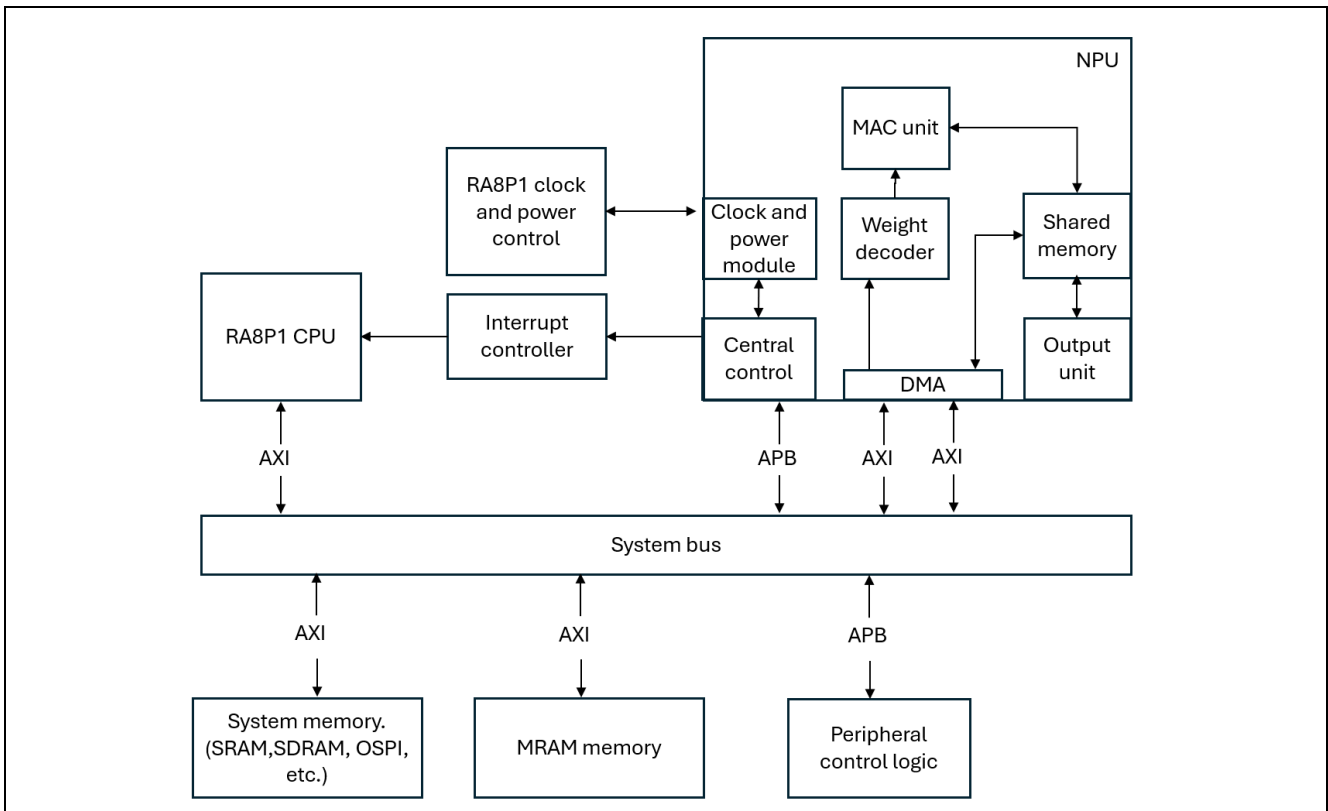 NPU
MAC unit
RA8P1 clock
and power
control
Clock and
power
module
Weight
decoder
Shared
memory
RA8P1 CPU
Interrupt
controller
Central
control
DMA
Output
unit
AXI
APB
AXI
AXI
System bus
AXI
AXI
APB
System memory.
(SRAM,SDRAM, OSPI,
etc.)
MRAM memory
Peripheral
control logic